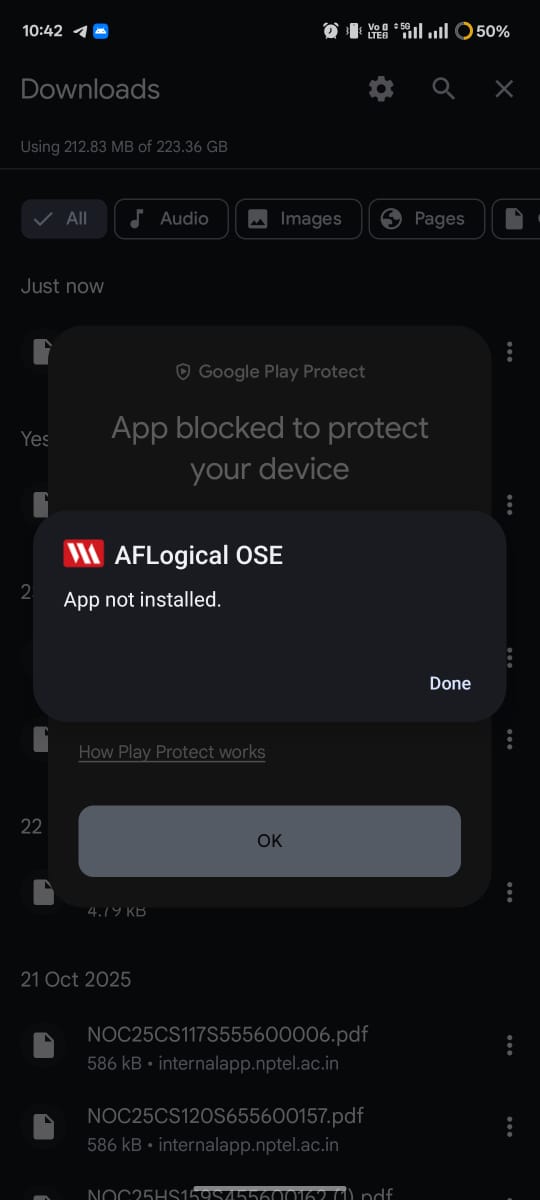 10:42
Vo
LTE
5G
50%
Downloads
Using 212.83 MB of 223.36 GB
All
Audio
Images
Pages
Just now
Google Play Protect
Yes
App blocked to protect
your device
AFLogical OSE
App not installed.
Done
How Play Protect works
22
OK
4.79 kB
21 Oct 2025
NOC25CS117S555600006.pdf
586 kB • internalapp.nptel.ac.in
NOC25CS120S655600157.pdf
586 kB • internalapp.nptel.ac.in
NOC25HS159S455600162 (1).pdf